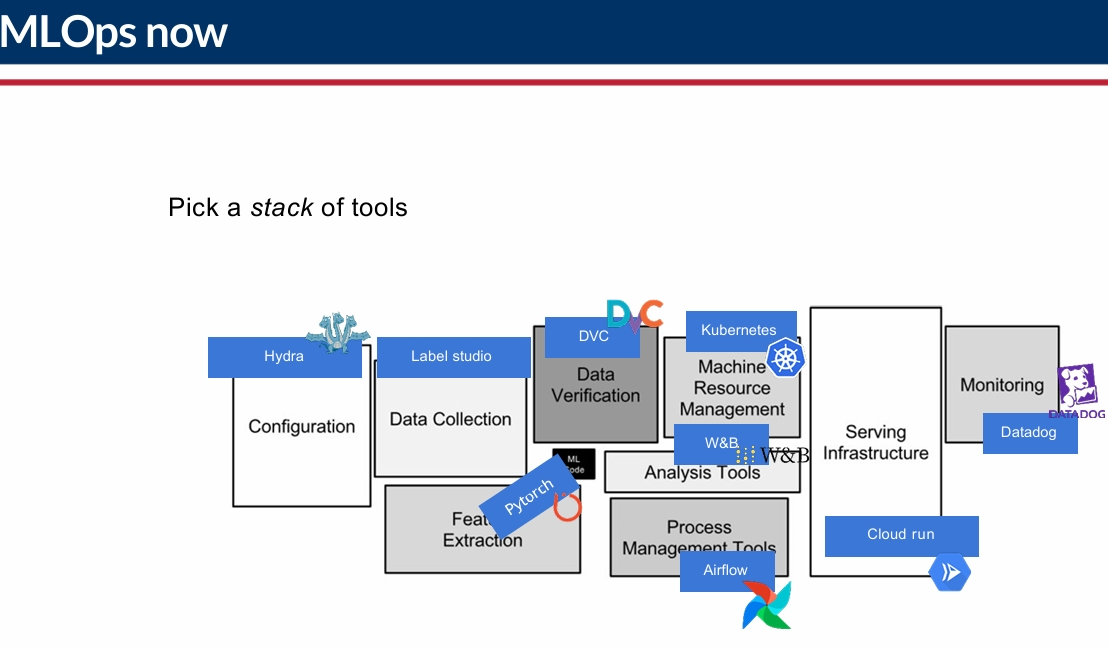 MLOps now
Pick a stack of tools
Hydra
Configuration
Label studio
Data Collection
DVC
DVC
Data
Verification
Kubernetes
Machine
Resource
Management
ML
Code
Pytorch
Extraction
W&B
W&B
Analysis Tools
Process
Management Tools
Airflow
Serving
Infrastructure
Cloud run
Monitoring
DATADOG
Datadog